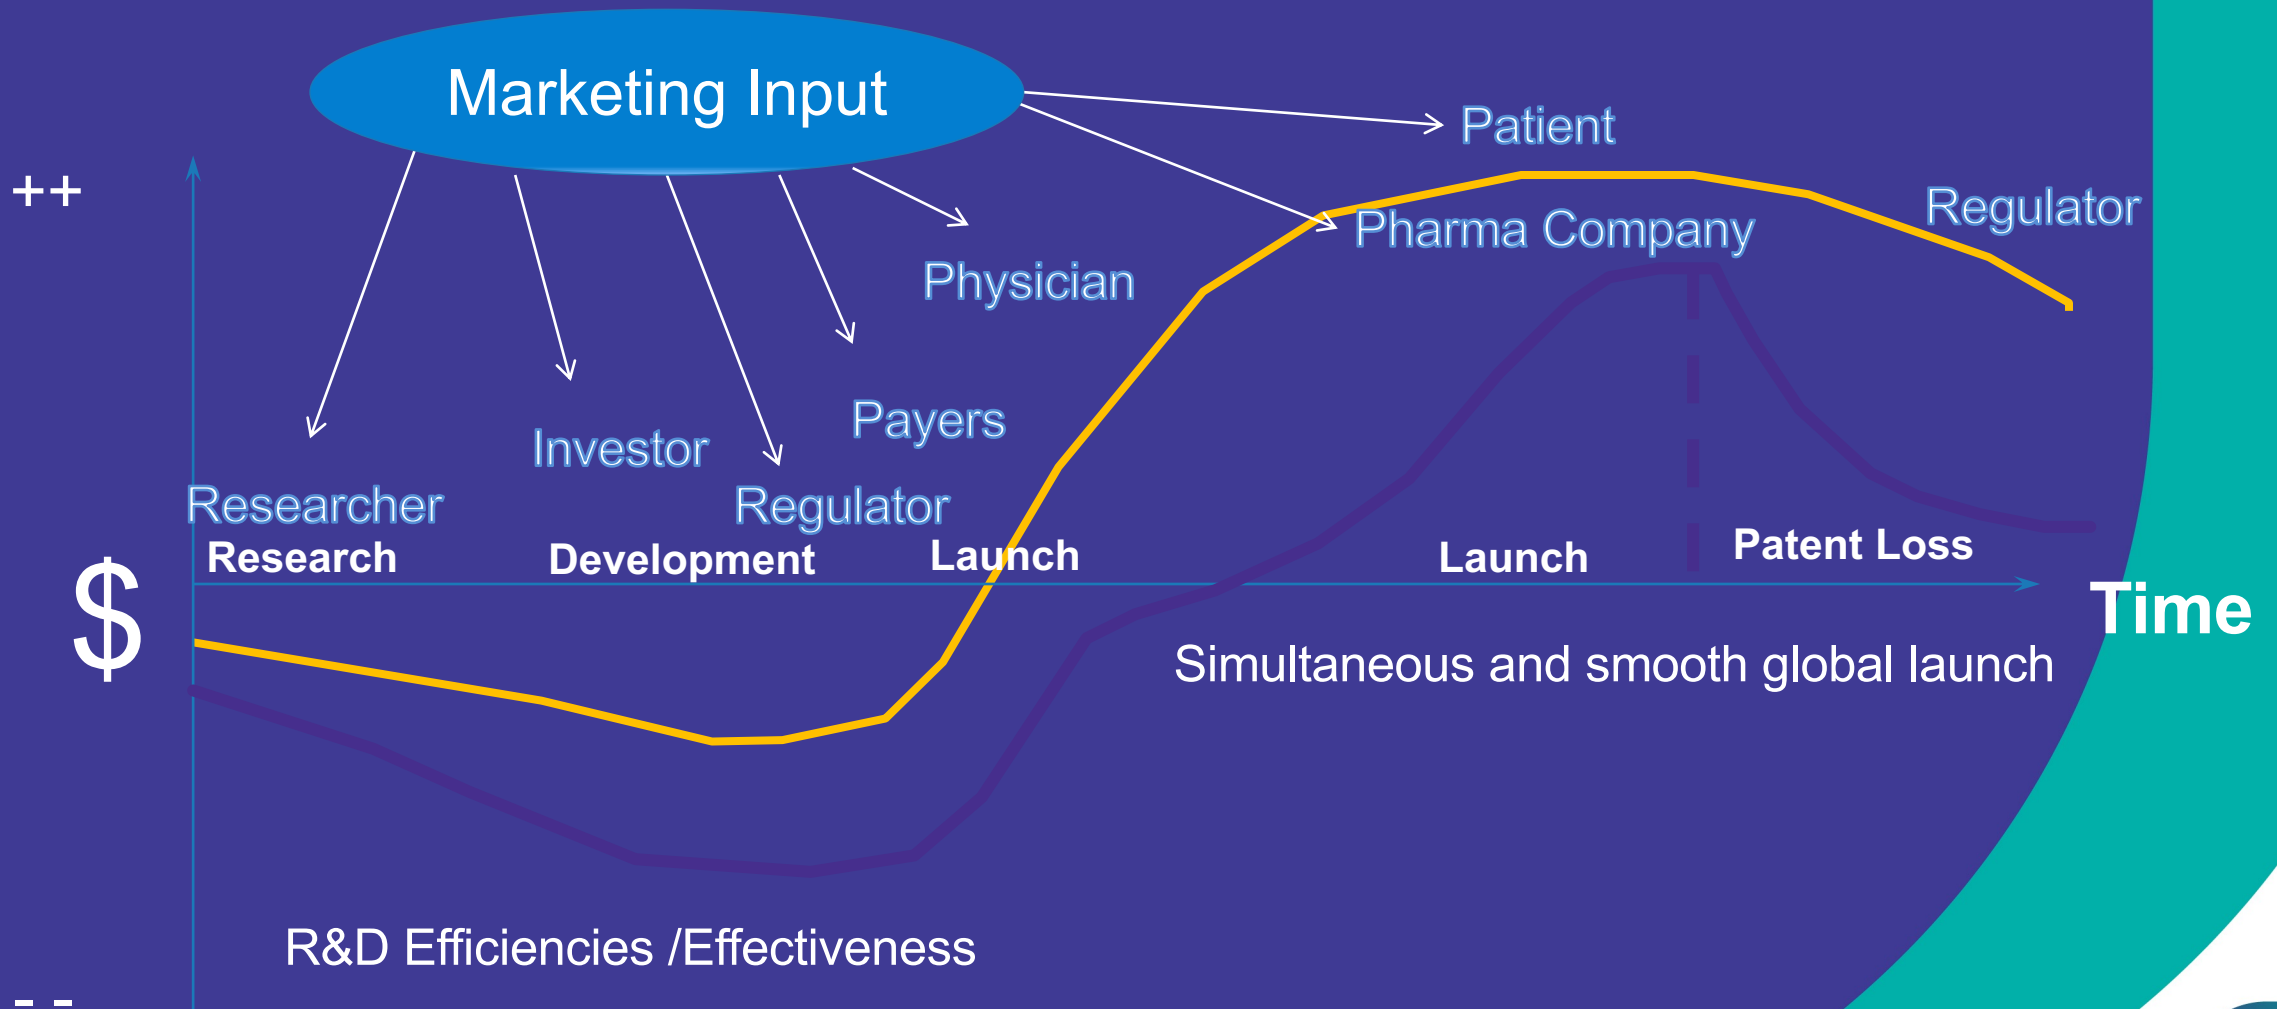 Marketing Input
Patient
++
Regulator
Pharma Company
Physician
Payers
Investor
Researcher
Regulator
Research
Development
Launch
Launch
Patent Loss
$
Time
Simultaneous and smooth global launch
R&D Efficiencies /Effectiveness
--